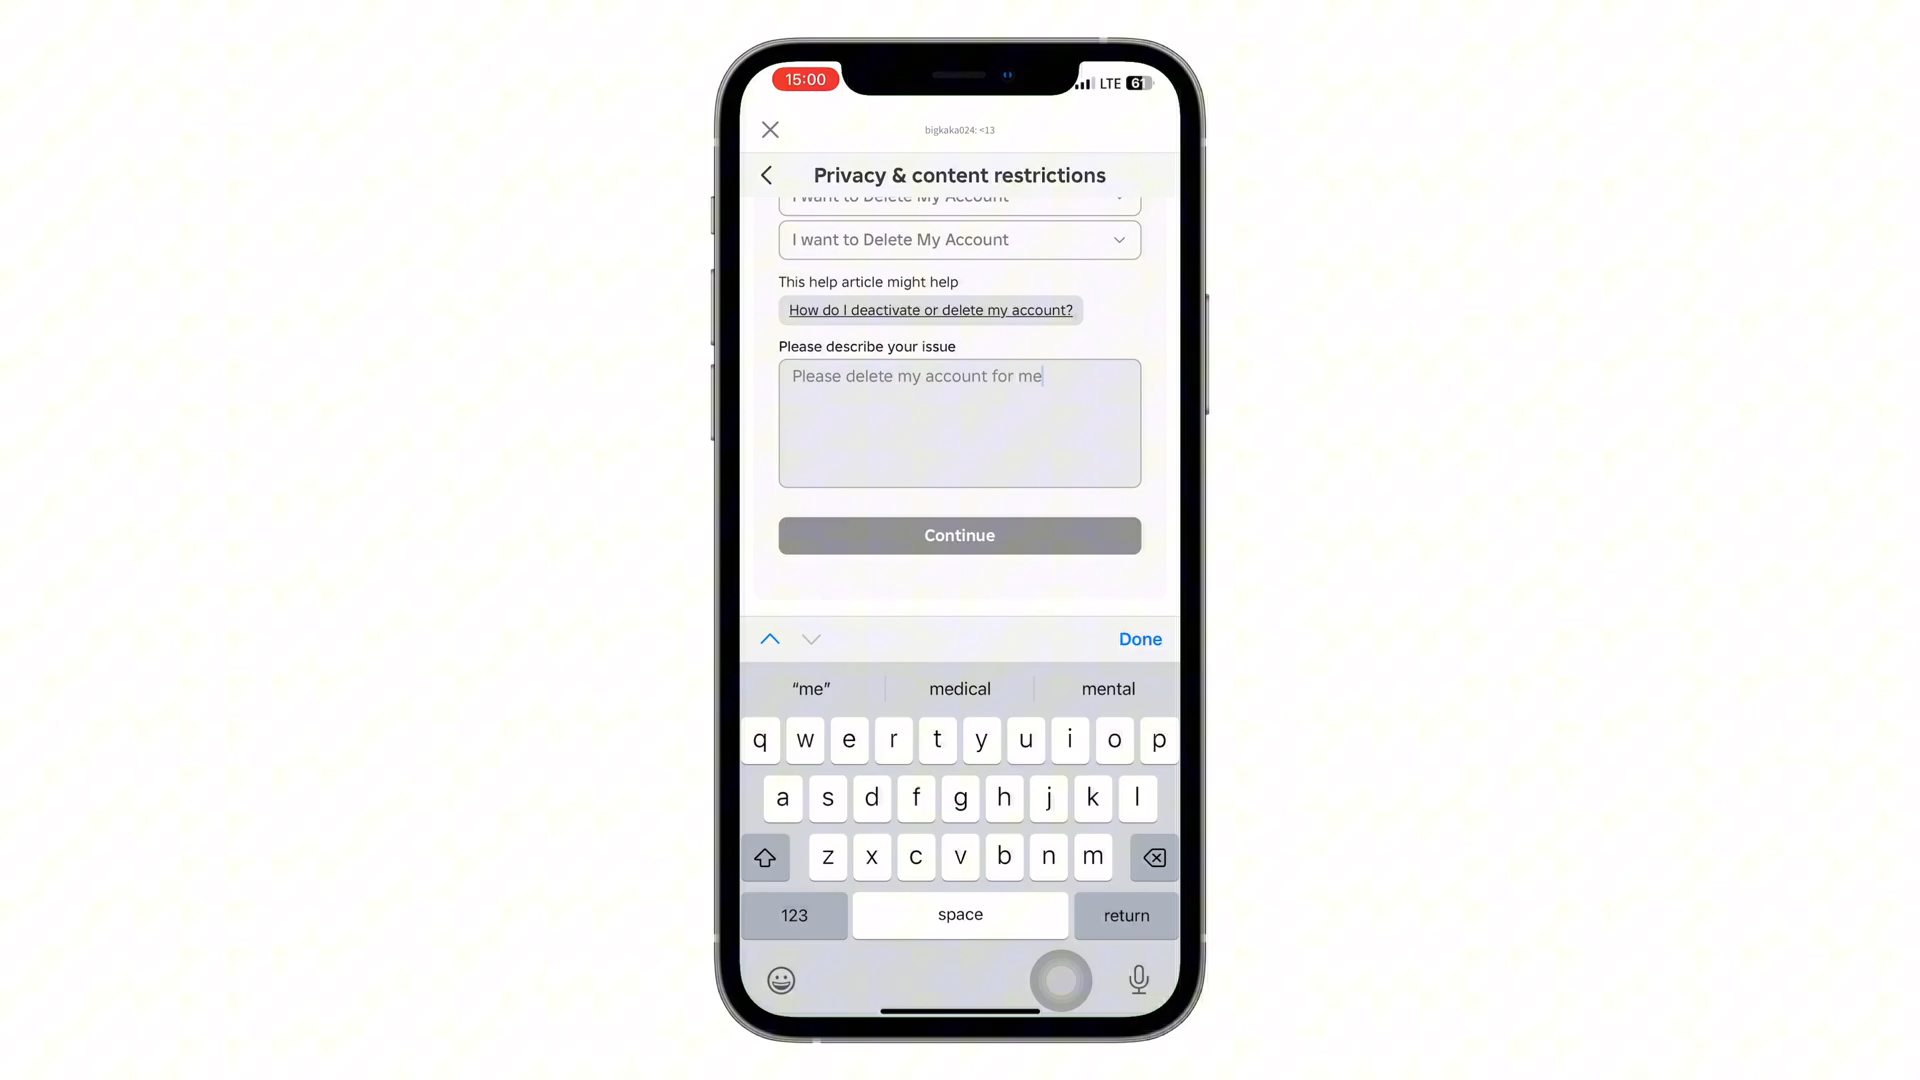 15:00
LTE
61
bigkaka024: <13
Privacy & content restrictions
I want to Delete My Account
I want to Delete My Account
This help article might help
How do I deactivate or delete my account?
Please describe your issue
Please delete my account for me
Continue
Done
“me” medical mental
q w e r t y u i o p
a s d f g h j k l
z x c v b n m
123 space return